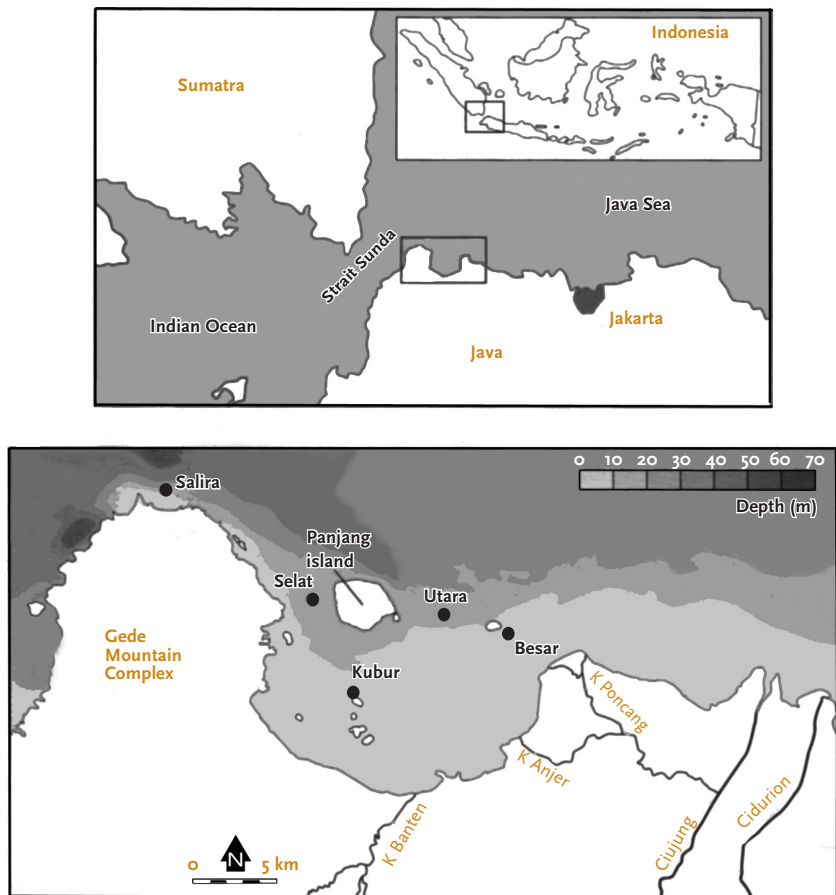 Indonesia
Sumatra
Java Sea
Strait Sunda
Indian Ocean
Jakarta
Java
0 10 20 30 40 50 60 70
Depth (m)
Salira
Panjang
island
Selat
Utara
Besar
Gede
Mountain
Complex
Kubur
K Poncang
K Anjer
K Banten
Ciujung
Cidurion
N
0 5 km